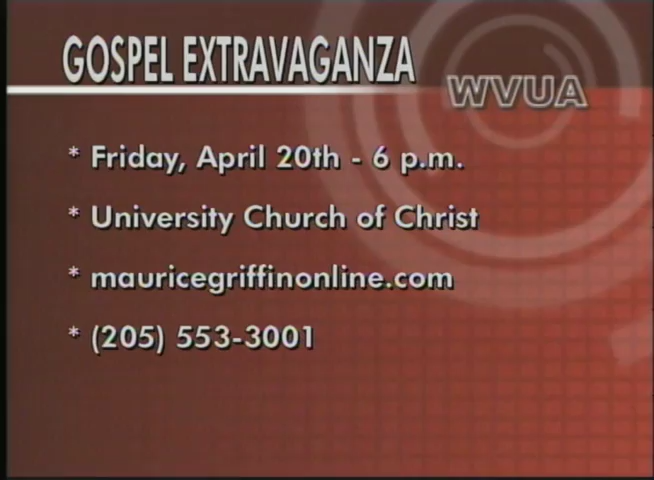 GOSPEL EXTRAVAGANZA
WVUA
* Friday, April 20th - 6 p.m.
* University Church of Christ
* mauricegriffinonline.com
* (205) 553-3001